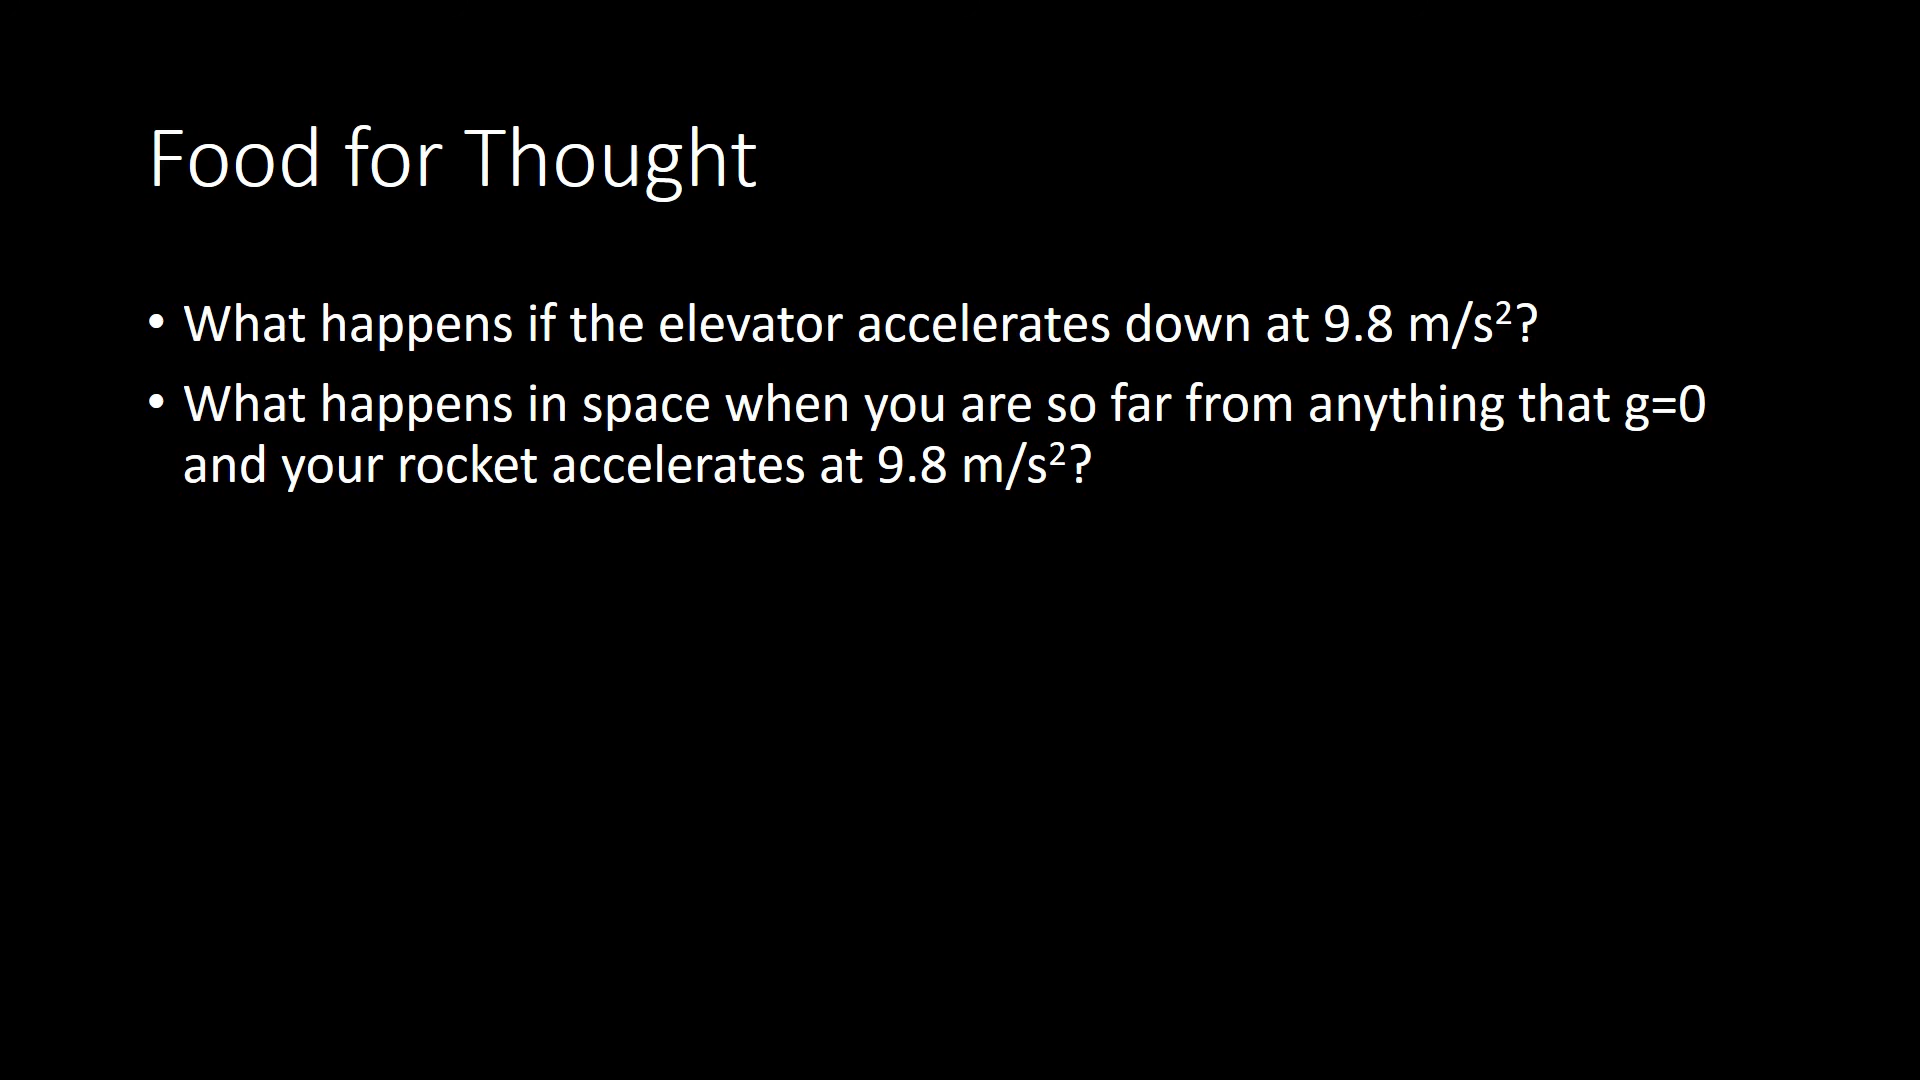 Food for Thought
• What happens if the elevator accelerates down at 9.8 m/s²?
• What happens in space when you are so far from anything that g=0
and your rocket accelerates at 9.8 m/s²?